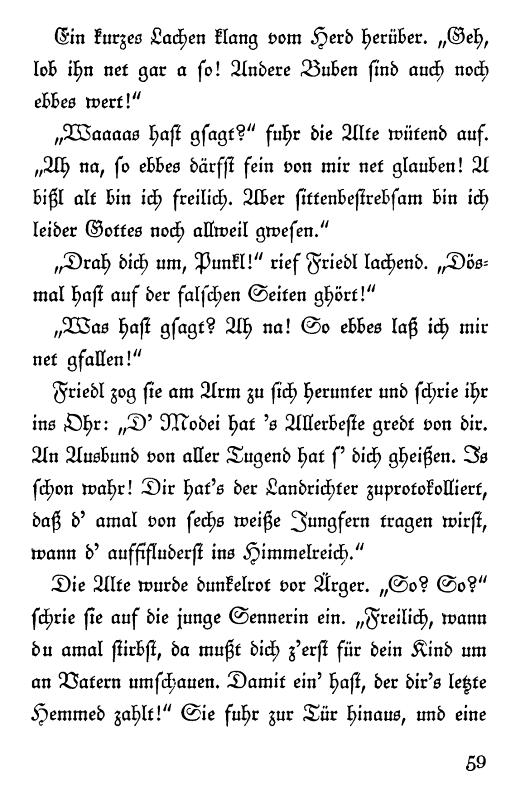 Ein kurzes Lachen klang vom Herd herüber. „Geh,
lob ihn net gar a so! Andere Buben sind auch noch
ebbes wert!“
„Waaaas hast gsagt?“ fuhr die Alte wütend auf.
„Ah na, so ebbes därfst fein von mir net glauben! A
bißl alt bin ich freilich. Aber sittenbestrebsam bin ich
leider Gottes noch allweil gwesen.“
„Drah dich um, Punkl!“ rief Friedl lachend. „Dös-
mal hast auf der falschen Seiten ghört!“
„Was hast gsagt? Ah na! So ebbes laß ich mir
net gfallen!“
Friedl zog sie am Arm zu sich herunter und schrie ihr
ins Ohr: „D’ Modei hat ’s Allerbeste gredt von dir.
An Ausbund von aller Tugend hat s’ dich gheißen. Is
schon wahr! Dir hat’s der Landrichter zuprotokolliert,
daß d’ amal von sechs weiße Jungfern tragen wirst,
wann d’ auffifluderst ins Himmelreich.“
Die Alte wurde dunkelrot vor Ärger. „So? So?“
schrie sie auf die junge Sennerin ein. „Freilich, wann
du amal stirbst, da mußt dich z’erst für dein Kind um
an Vatern umschauen. Damit ein’ hast, der dir’s letzte
Hemmed zahlt!“ Sie fuhr zur Tür hinaus, und eine
59